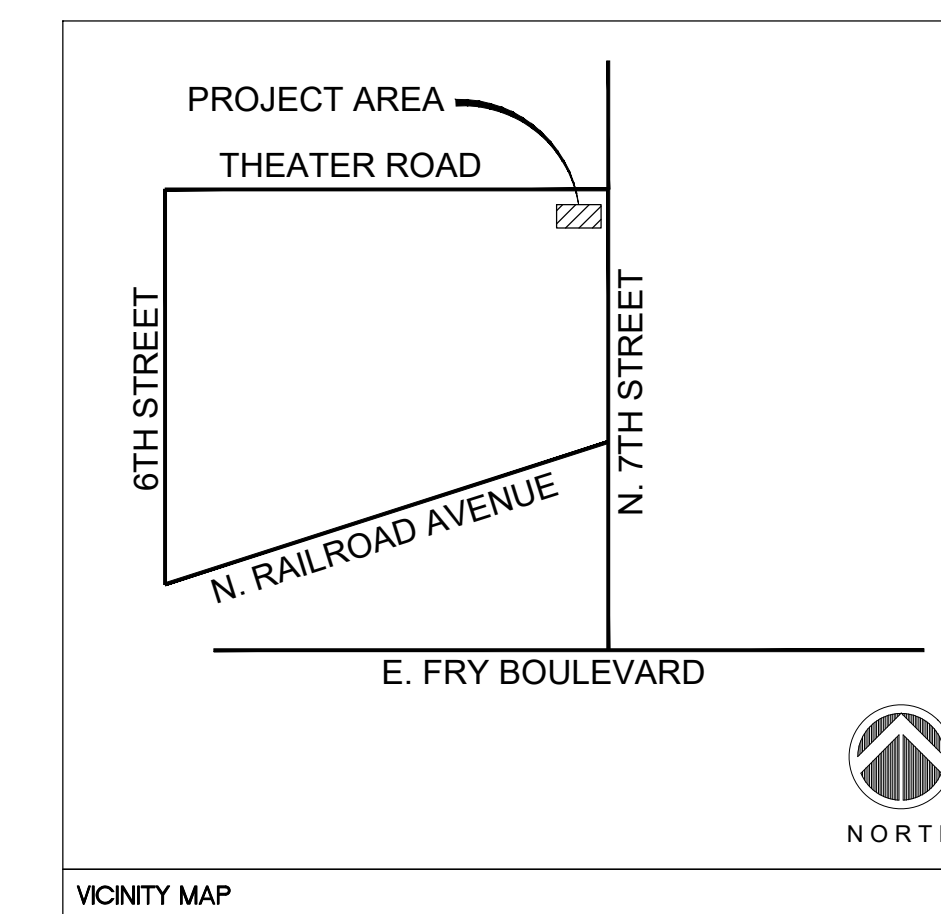 PROJECT AREA
THEATER ROAD
6TH STREET
N. 7TH STREET
N. RAILROAD AVENUE
E. FRY BOULEVARD
NORT
VICINITY MAP